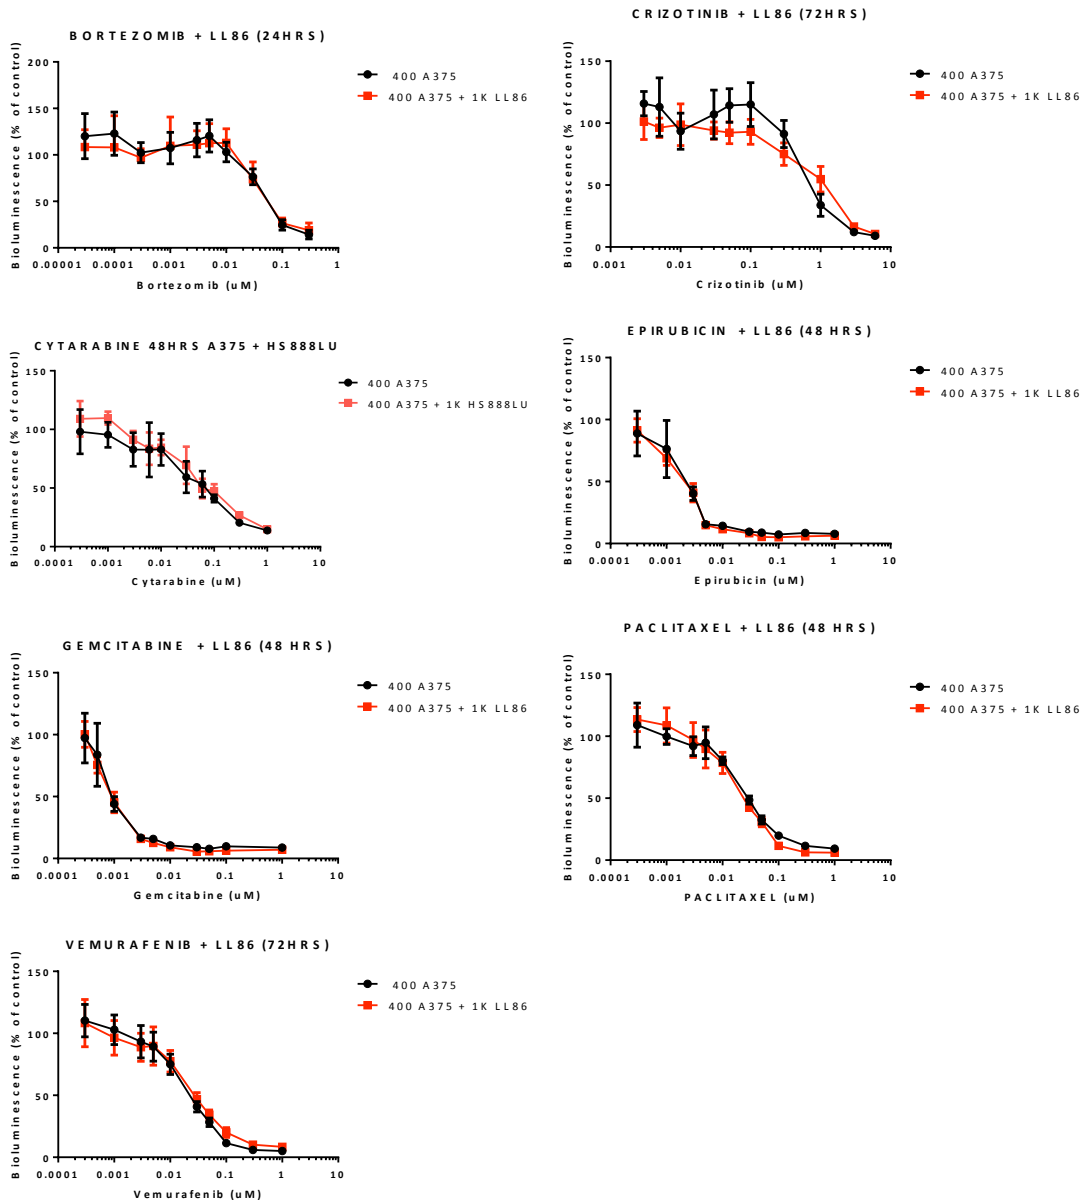 BORTEZOMIB + LL86 (24HRS)
Bioluminescence (% of control)
200
150
100
50
0
0.00001 0.0001 0.001 0.01 0.1 1
Bortezomib (uM)
400 A375
400 A375 + 1K LL86
CRIZOTINIB + LL86 (72HRS)
Bioluminescence (% of control)
150
100
50
0
0.001 0.01 0.1 1 10
Crizotinib (uM)
400 A375
400 A375 + 1K LL86
CYTARABINE 48HRS A375 + HS888LU
Bioluminescence (% of control)
150
100
50
0
0.0001 0.001 0.01 0.1 1 10
Cytarabine (uM)
400 A375
400 A375 + 1K HS888LU
EPIRUBICIN + LL86 (48 HRS)
Bioluminescence (% of control)
150
100
50
0
0.0001 0.001 0.01 0.1 1 10
Epirubicin (uM)
400 A375
400 A375 + 1K LL86
GEMCITABINE + LL86 (48 HRS)
Bioluminescence (% of control)
150
100
50
0
0.0001 0.001 0.01 0.1 1 10
Gemcitabine (uM)
400 A375
400 A375 + 1K LL86
PACLITAXEL + LL86 (48 HRS)
Bioluminescence (% of control)
150
100
50
0
0.0001 0.001 0.01 0.1 1 10
PACLITAXEL (uM)
400 A375
400 A375 + 1K LL86
VEMURAFENIB + LL86 (72HRS)
Bioluminescence (% of control)
150
100
50
0
0.0001 0.001 0.01 0.1 1 10
Vemurafenib (uM)
400 A375
400 A375 + 1K LL86